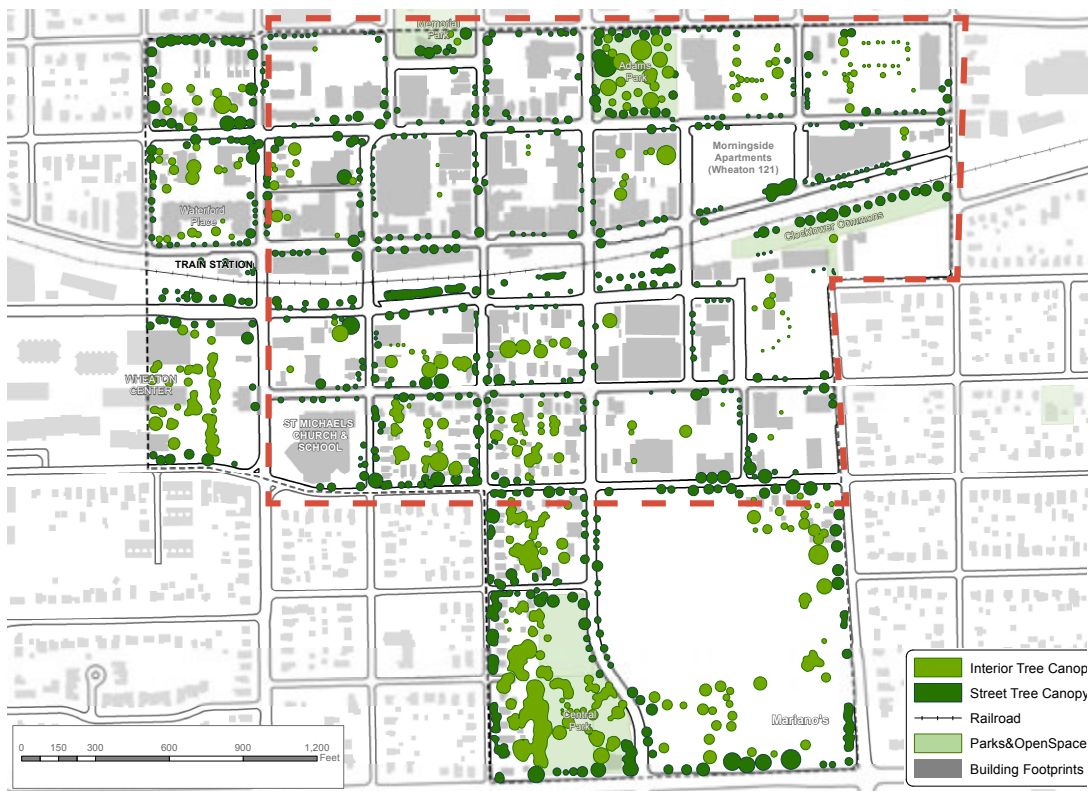 Memorial
Park
Adams
Park
Morningside
Apartments
(Wheaton 121)
Waterford
Place
Clocktower Commons
TRAIN STATION
WHEATON
CENTER
ST MICHAELS
CHURCH &
SCHOOL
Central
Park
Mariano's
Interior Tree Canop
Street Tree Canopy
Railroad
Parks&OpenSpace
Building Footprints
0 150 300 600 900 1,200
Feet